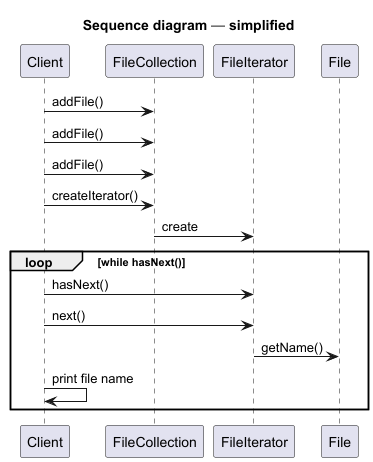 Sequence diagram — simplified
Client FileCollection FileIterator File
addFile()
addFile()
addFile()
createIterator()
create
loop [while hasNext()]
hasNext()
next()
getName()
print file name
Client FileCollection FileIterator File